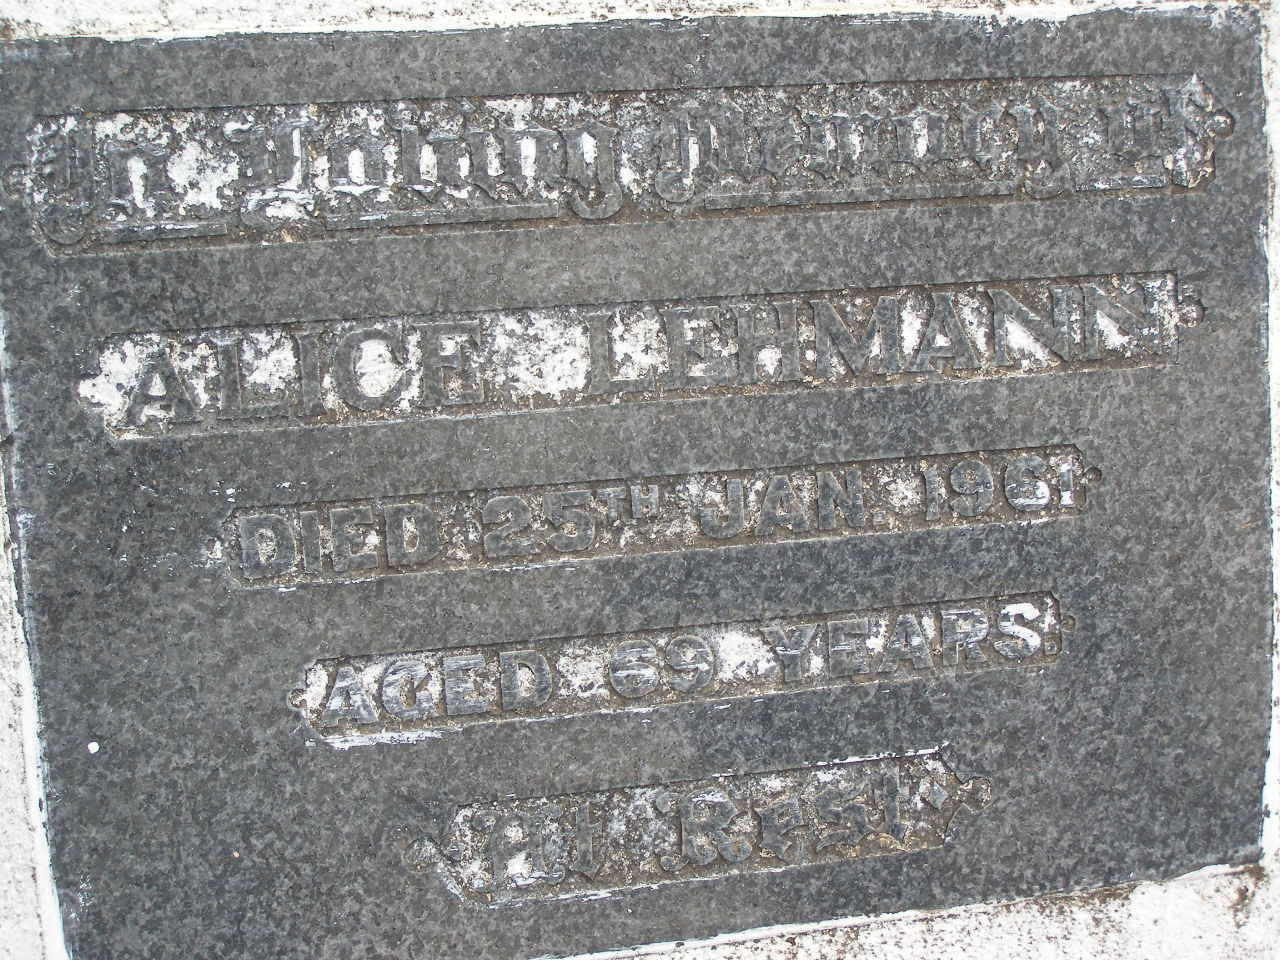 In Loving Memory of
ALICE LEHMANN
DIED 25TH JAN. 1961
AGED 69 YEARS.
At Rest